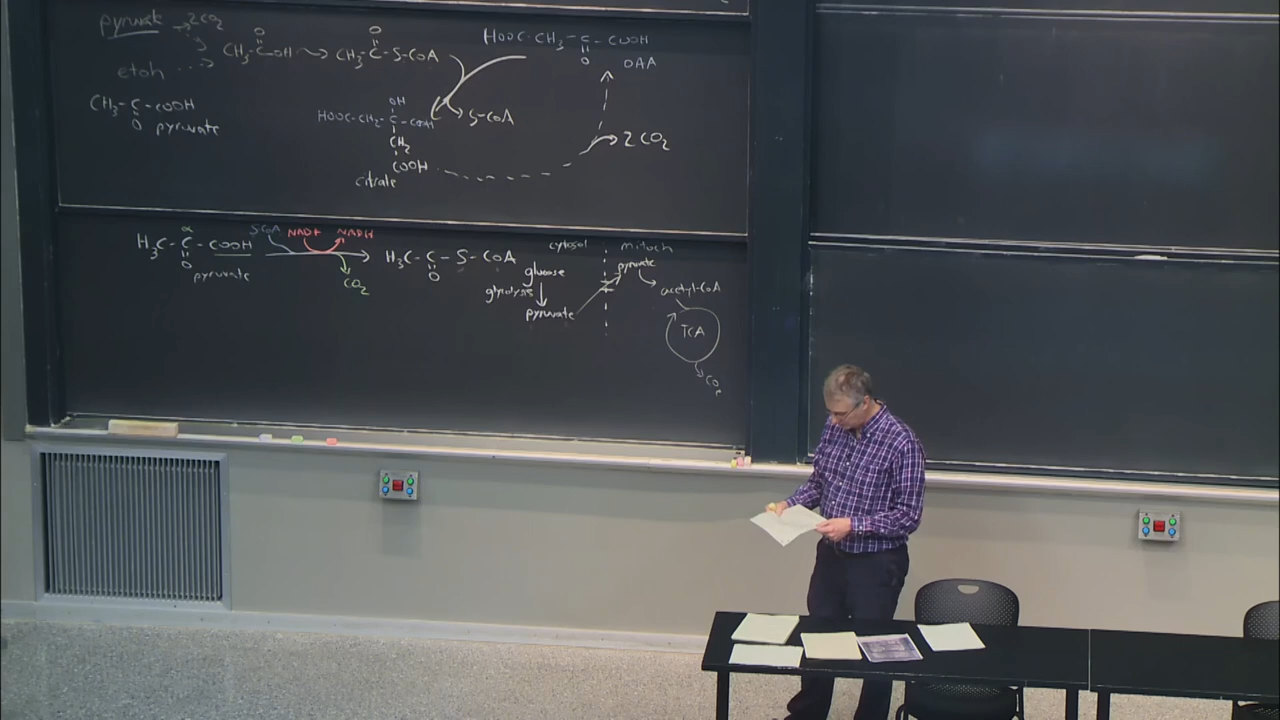 pyruvate → 2CO₂
etoh ...>
CH₃-C-OH
O
CH₃-C-S-CoA
O
HOOC-CH₂-C-COOH
O
OAA
CH₃-C-COOH
O
pyruvate
OH
HOOC-CH₂-C-COOH
CH₂
COOH
citrate
S-CoA
2 CO₂
α
H₃C-C-COOH
O
pyruvate
SCoA
NAD+
NADH
CO₂
H₃C-C-S-CoA
O
cytosol
mitoch
glucose
glycolysis
pyruvate
pyruvate
acetyl-CoA
TCA
CO₂